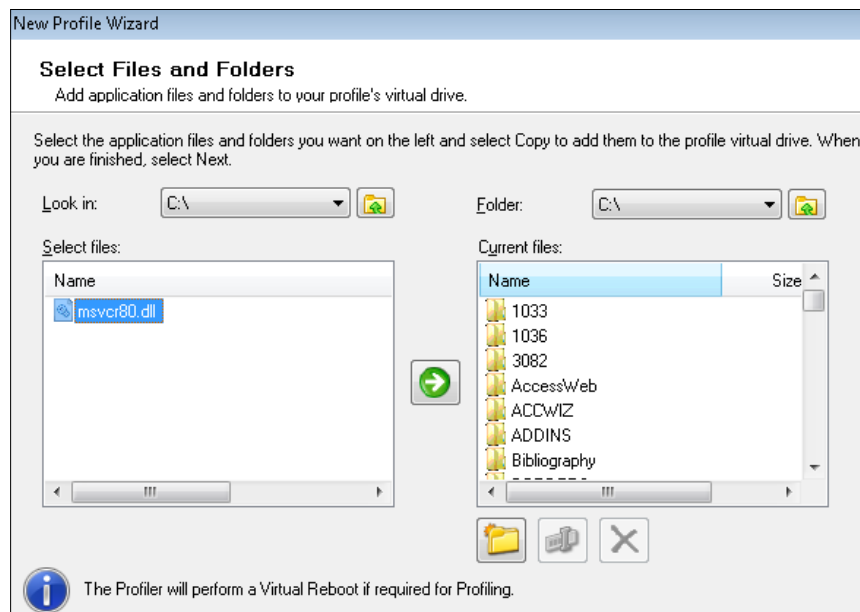 New Profile Wizard
Select Files and Folders
Add application files and folders to your profile's virtual drive.
Select the application files and folders you want on the left and select Copy to add them to the profile virtual drive. When
you are finished, select Next.
Look in: C:\ Folder: C:\
Select files: Current files:
Name Name Size
msvcr80.dll 1033
1036
3082
AccessWeb
ACCWIZ
ADDINS
Bibliography
The Profiler will perform a Virtual Reboot if required for Profiling.